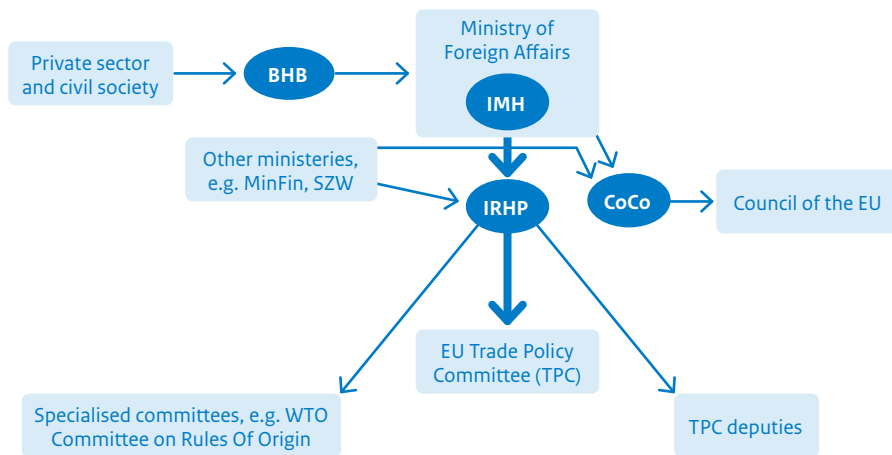 Ministry of
Foreign Affairs
Private sector
and civil society
BHB
IMH
Other ministeries,
e.g. MinFin, SZW
IRHP
CoCo
Council of the EU
EU Trade Policy
Committee (TPC)
Specialised committees, e.g. WTO
Committee on Rules Of Origin
TPC deputies